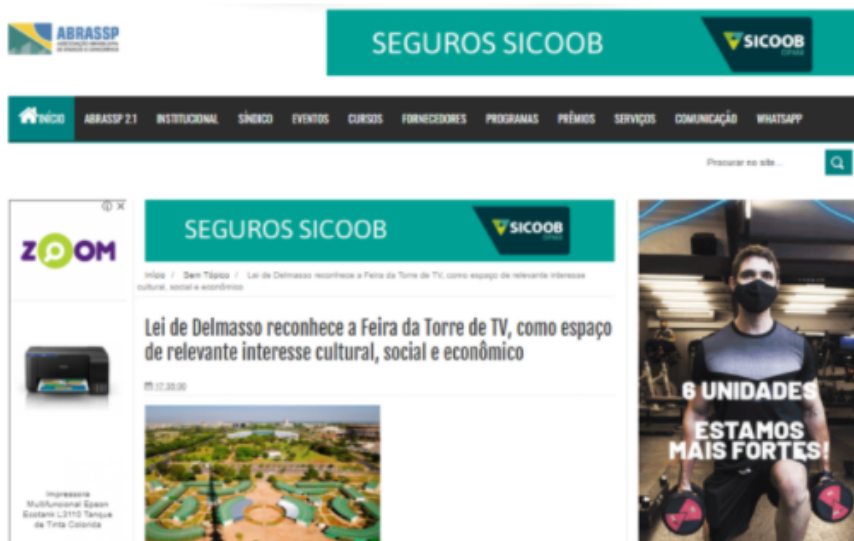 ABRASSP
SEGUROS SICOOB
SICOOB
INÍCIO ABRASSP 2.1 INSTITUCIONAL SÍNDICO EVENTOS CURSOS FORNECEDORES PROGRAMAS PRÊMIOS SERVIÇOS COMUNICAÇÃO WHATSAPP
Procurar no site...
ZOOM
SEGUROS SICOOB
SICOOB
Início / Sem Tópico / Lei de Delmasso reconhece a Feira da Torre de TV, como espaço de relevante interesse
cultural, social e econômico
Lei de Delmasso reconhece a Feira da Torre de TV, como espaço
de relevante interesse cultural, social e econômico
6 UNIDADES
ESTAMOS
MAIS FORTES!
Impressora
Multifuncional Epson
Ecotank L3110 Tanque
de Tinta Colorida